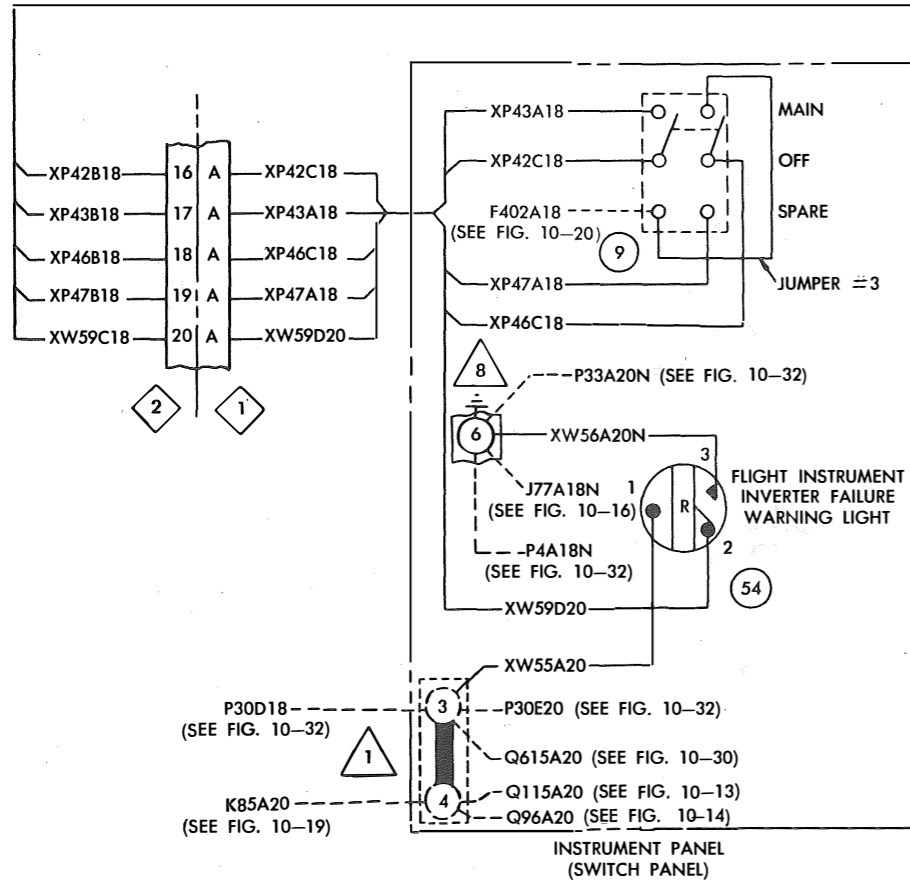 XP43A18
MAIN
XP42B18 16 A XP42C18
XP42C18
OFF
XP43B18 17 A XP43A18
F402A18
(SEE FIG. 10–20)
9
SPARE
XP46B18 18 A XP46C18
XP47B18 19 A XP47A18
XP47A18
JUMPER #3
XP46C18
XW59C18 20 A XW59D20
8
P33A20N (SEE FIG. 10–32)
2
1
6
XW56A20N
3
FLIGHT INSTRUMENT
INVERTER FAILURE
WARNING LIGHT
J77A18N
(SEE FIG. 10–16)
1
R
2
P4A18N
(SEE FIG. 10–32)
54
XW59D20
XW55A20
P30D18
(SEE FIG. 10–32)
3
P30E20 (SEE FIG. 10–32)
1
Q615A20 (SEE FIG. 10–30)
K85A20
(SEE FIG. 10–19)
4
Q115A20 (SEE FIG. 10–13)
Q96A20 (SEE FIG. 10–14)
INSTRUMENT PANEL
(SWITCH PANEL)